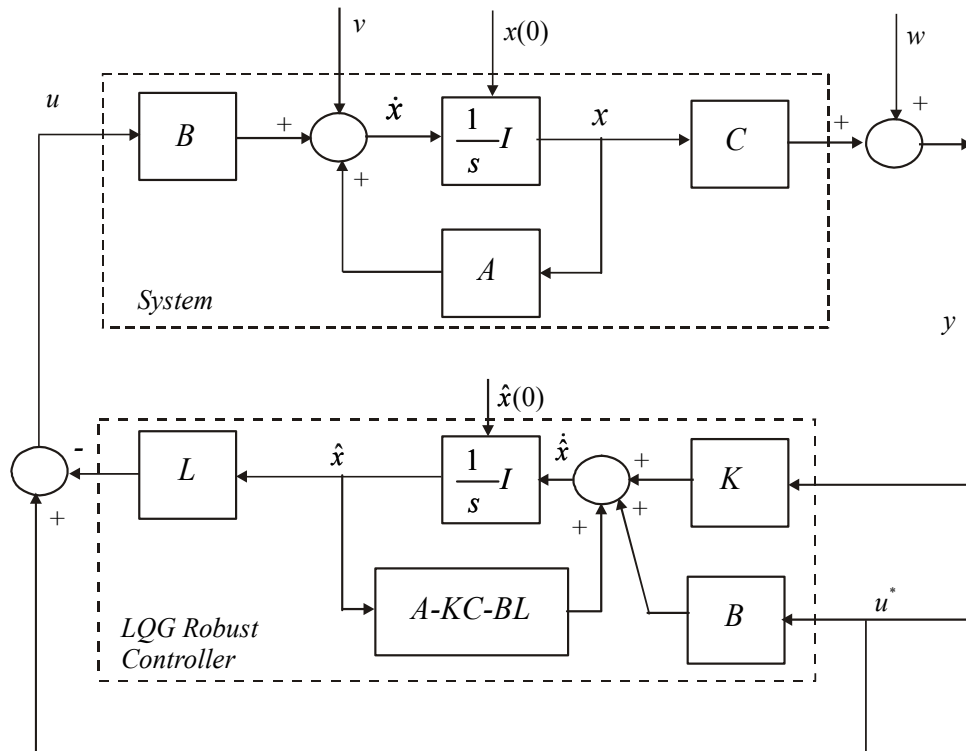 v
x(0)
w
u
B
+
ẋ
1
s
I
x
C
+
+
+
A
System
y
x̂(0)
-
L
x̂
1
s
I
x̂̇
+
K
+
+
+
A-KC-BL
B
u*
LQG Robust
Controller